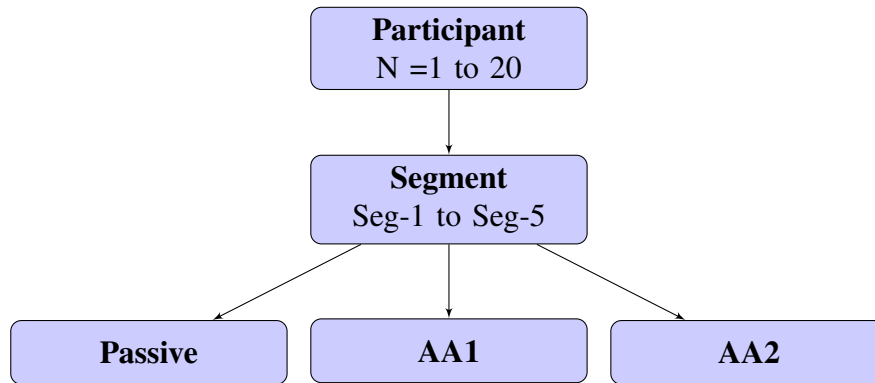 Participant
N =1 to 20
Segment
Seg-1 to Seg-5
Passive
AA1
AA2